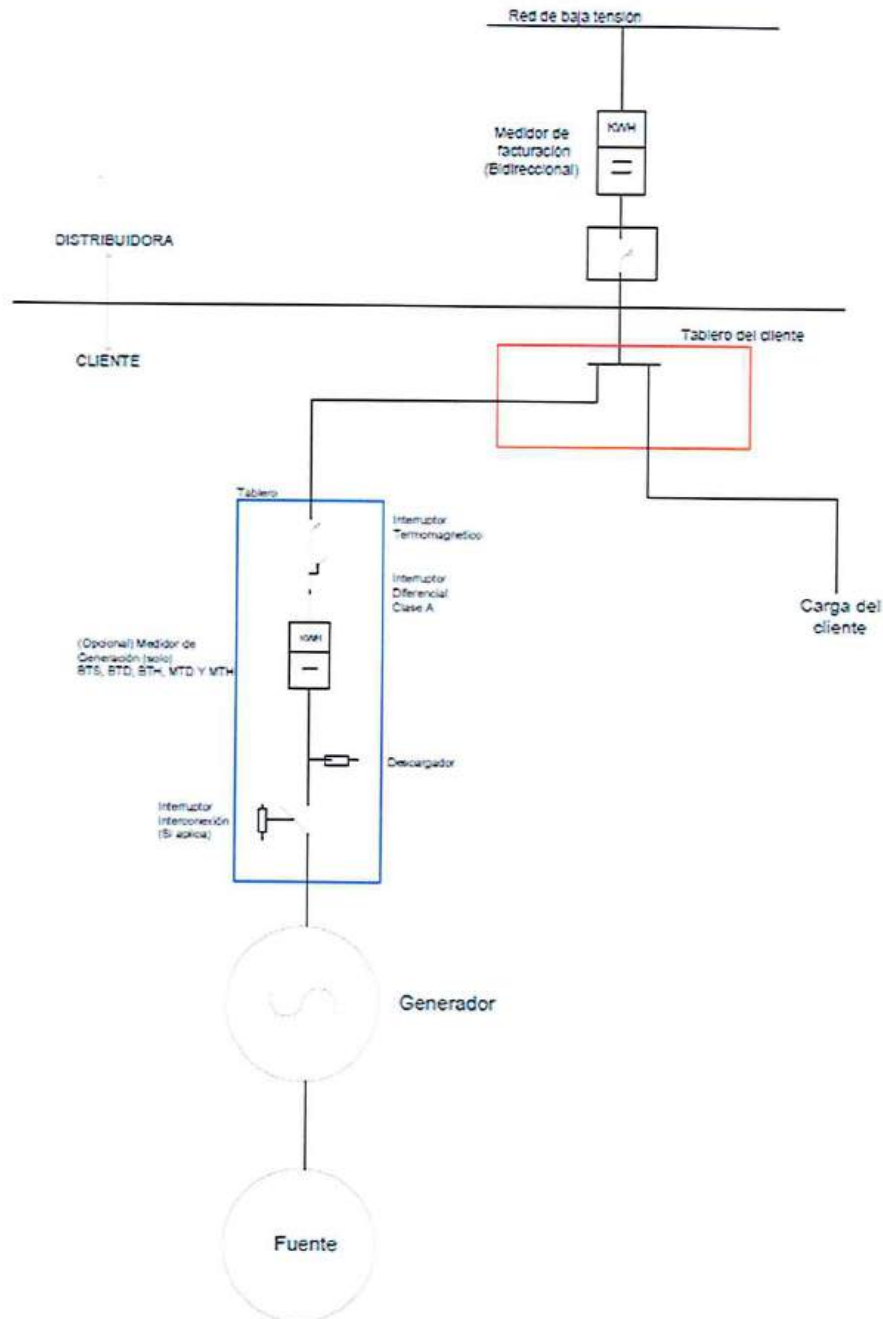 Red de baja tensión
KWH
Medidor de
facturación
(Bidireccional)
DISTRIBUIDORA
CLIENTE
Tablero del cliente
Tablero
Interruptor
Termomagnetico
Interruptor
Diferencial
Clase A
KWH
(Opcional) Medidor de
Generación (solo)
BTS, BTD, BTH, MTD Y MTH
Carga del
cliente
Descargador
Interruptor
Interconexión
(Si aplica)
Generador
Fuente